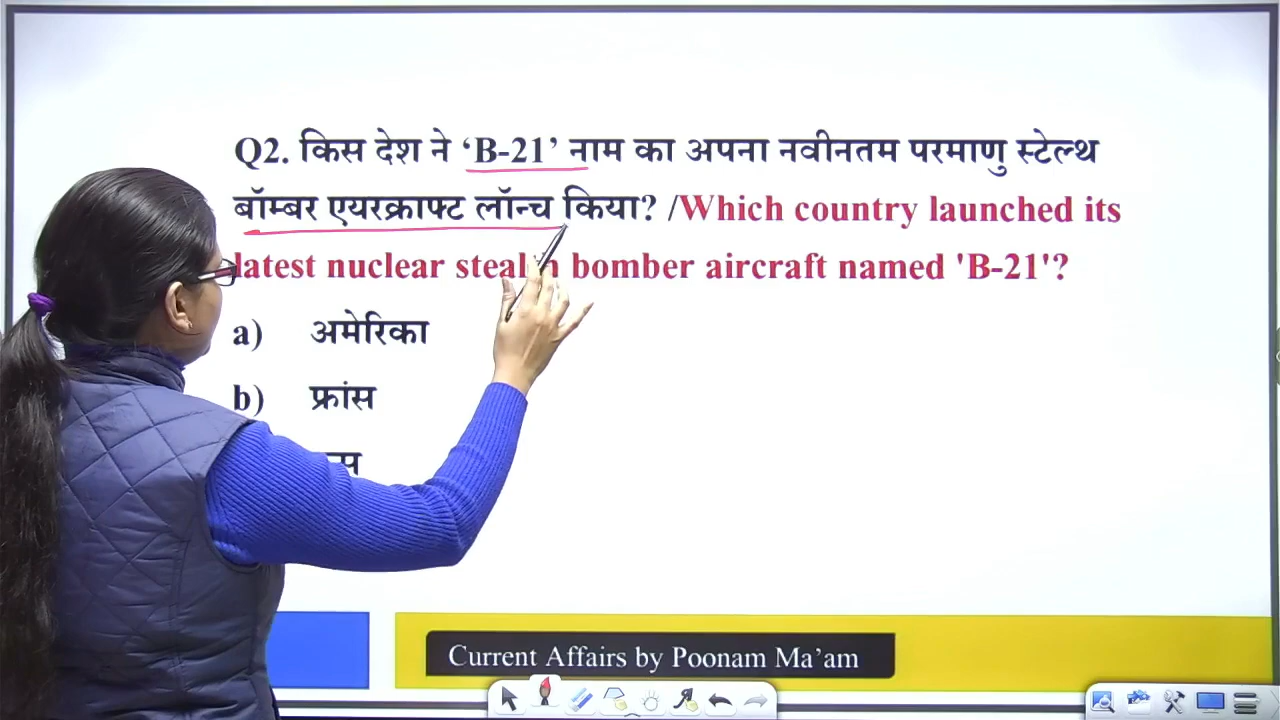 Q2. किस देश ने ‘B-21’ नाम का अपना नवीनतम परमाणु स्टेल्थ
बॉम्बर एयरक्राफ्ट लॉन्च किया? /Which country launched its
latest nuclear stealth bomber aircraft named 'B-21'?
a) अमेरिका
b) फ्रांस
Current Affairs by Poonam Ma’am